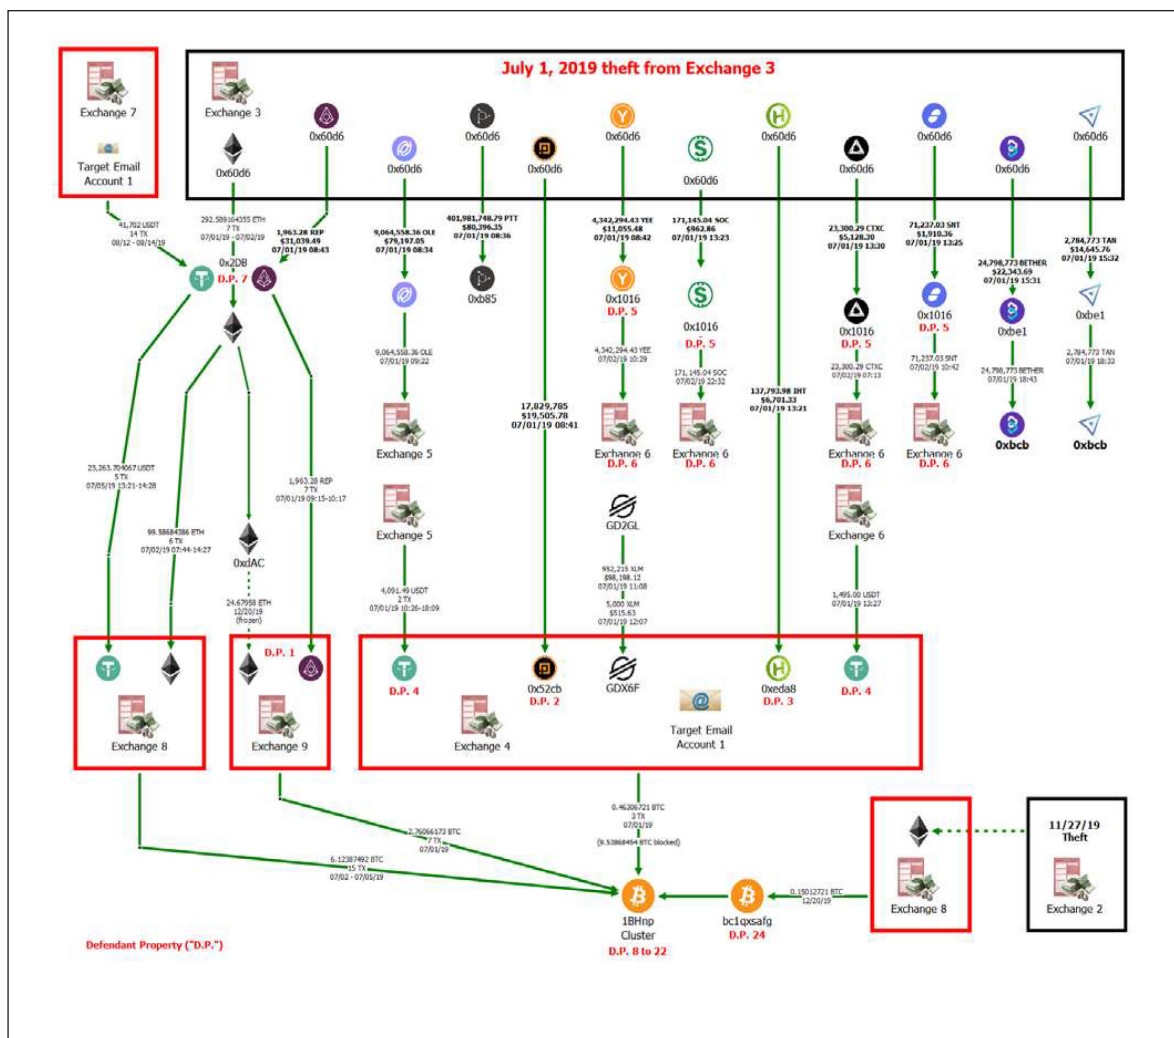 July 1, 2019 theft from Exchange 3
Exchange 7
Target Email
Account 1
Exchange 3
0x60d6
0x60d6
0x60d6
0x60d6
0x60d6
0x60d6
0x60d6
0x60d6
0x60d6
0x60d6
0x60d6
0x60d6
41,702 USDT
14 TX
08/12 - 08/14/19
292.589164355 ETH
7 TX
07/01/19 - 07/02/19
1,963.28 REP
$31,039.49
07/01/19 08:43
9,064,558.36 OLE
$79,197.05
07/01/19 08:34
401,981,748.79 PTT
$80,396.35
07/01/19 08:36
4,342,294.43 YEE
$11,055.48
07/01/19 08:42
171,145.04 SOC
$962.86
07/01/19 13:23
23,300.29 CTXC
$5,128.30
07/01/19 13:30
71,237.03 SNT
$1,910.36
07/01/19 13:25
24,798,773 BETHER
$22,343.69
07/01/19 15:31
2,784,773 TAN
$14,645.76
07/01/19 15:32
0x2DB
D.P. 7
0xb85
0x1016
D.P. 5
0x1016
D.P. 5
0x1016
D.P. 5
0x1016
D.P. 5
0xbe1
0xbe1
9,064,558.36 OLE
07/01/19 09:22
4,342,294.43 YEE
07/02/19 10:29
171,145.04 SOC
07/02/19 22:32
23,300.29 CTXC
07/02/19 07:13
71,237.03 SNT
07/02/19 10:42
24,798,773 BETHER
07/01/19 18:43
2,784,773 TAN
07/01/19 18:33
17,829,785
$19,505.78
07/01/19 08:41
137,793.98 IHT
$6,701.33
07/01/19 13:21
Exchange 5
Exchange 6
D.P. 6
Exchange 6
D.P. 6
Exchange 6
D.P. 6
Exchange 6
D.P. 6
0xbcb
0xbcb
23,263.704067 USDT
5 TX
07/05/19 13:21-14:28
1,963.28 REP
7 TX
07/01/19 09:15-10:17
99.98684386 ETH
6 TX
07/02/19 07:44-14:27
0xdAC
Exchange 5
GD2GL
Exchange 6
24.67958 ETH
12/20/19
(frozen)
4,091.49 USDT
2 TX
07/01/19 10:26-18:09
952,215 XLM
$98,198.12
07/01/19 11:08
5,000 XLM
$515.63
07/01/19 12:07
1,495.00 USDT
07/01/19 13:27
D.P. 1
D.P. 4
0x52cb
D.P. 2
GDX6F
0xeda8
D.P. 3
D.P. 4
Exchange 8
Exchange 9
Exchange 4
Target Email
Account 1
6.12387492 BTC
15 TX
07/02 - 07/05/19
2.76066173 BTC
7 TX
07/01/19
0.46306721 BTC
3 TX
07/01/19
(9.53868454 BTC blocked)
1BHnp
Cluster
D.P. 8 to 22
bc1qxsafg
D.P. 24
0.15012721 BTC
12/20/19
Exchange 8
11/27/19
Theft
Exchange 2
Defendant Property ("D.P.")